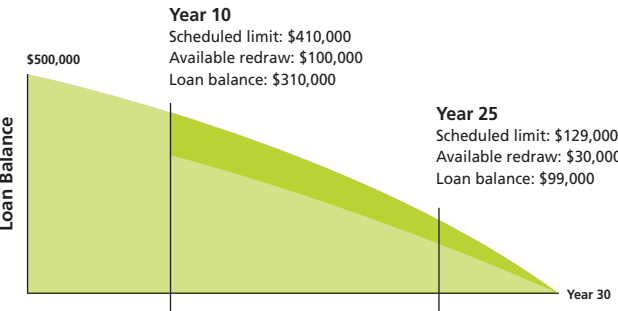 Year 10
Scheduled limit: $410,000
Available redraw: $100,000
Loan balance: $310,000
$500,000
Year 25
Scheduled limit: $129,000
Available redraw: $30,000
Loan balance: $99,000
Loan Balance
Year 30